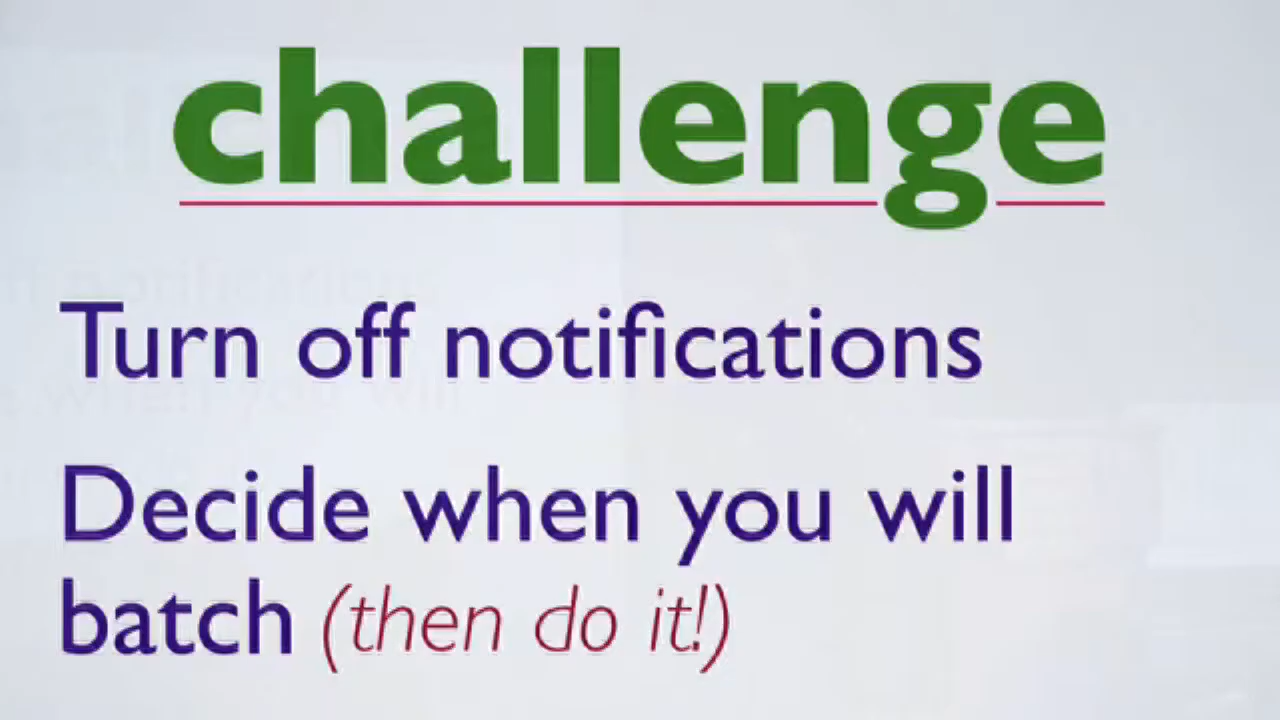 challenge
Turn off notifications
Decide when you will
batch (then do it!)